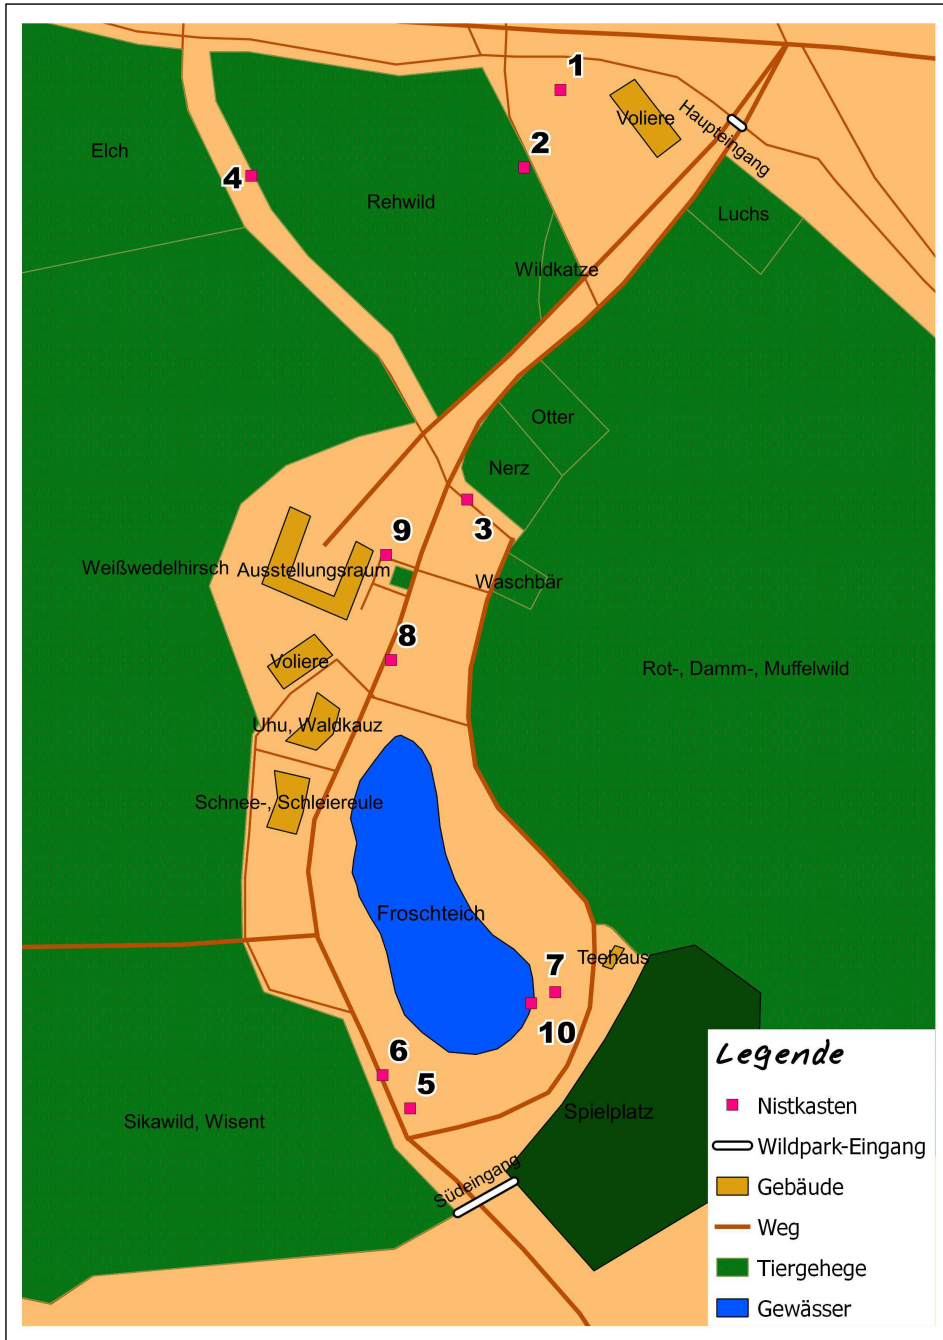 1
Voliere
Haupteingang
2
Elch
4
Rehwild
Luchs
Wildkatze
Otter
Nerz
3
9
Weißwedelhirsch
Ausstellungsraum
Waschbär
8
Voliere
Rot-, Damm-, Muffelwild
Uhu, Waldkauz
Schnee-, Schleiereule
Froschteich
Teehaus
7
10
6
5
Sikawild, Wisent
Spielplatz
Südeingang
Legende
Nistkasten
Wildpark-Eingang
Gebäude
Weg
Tiergehege
Gewässer